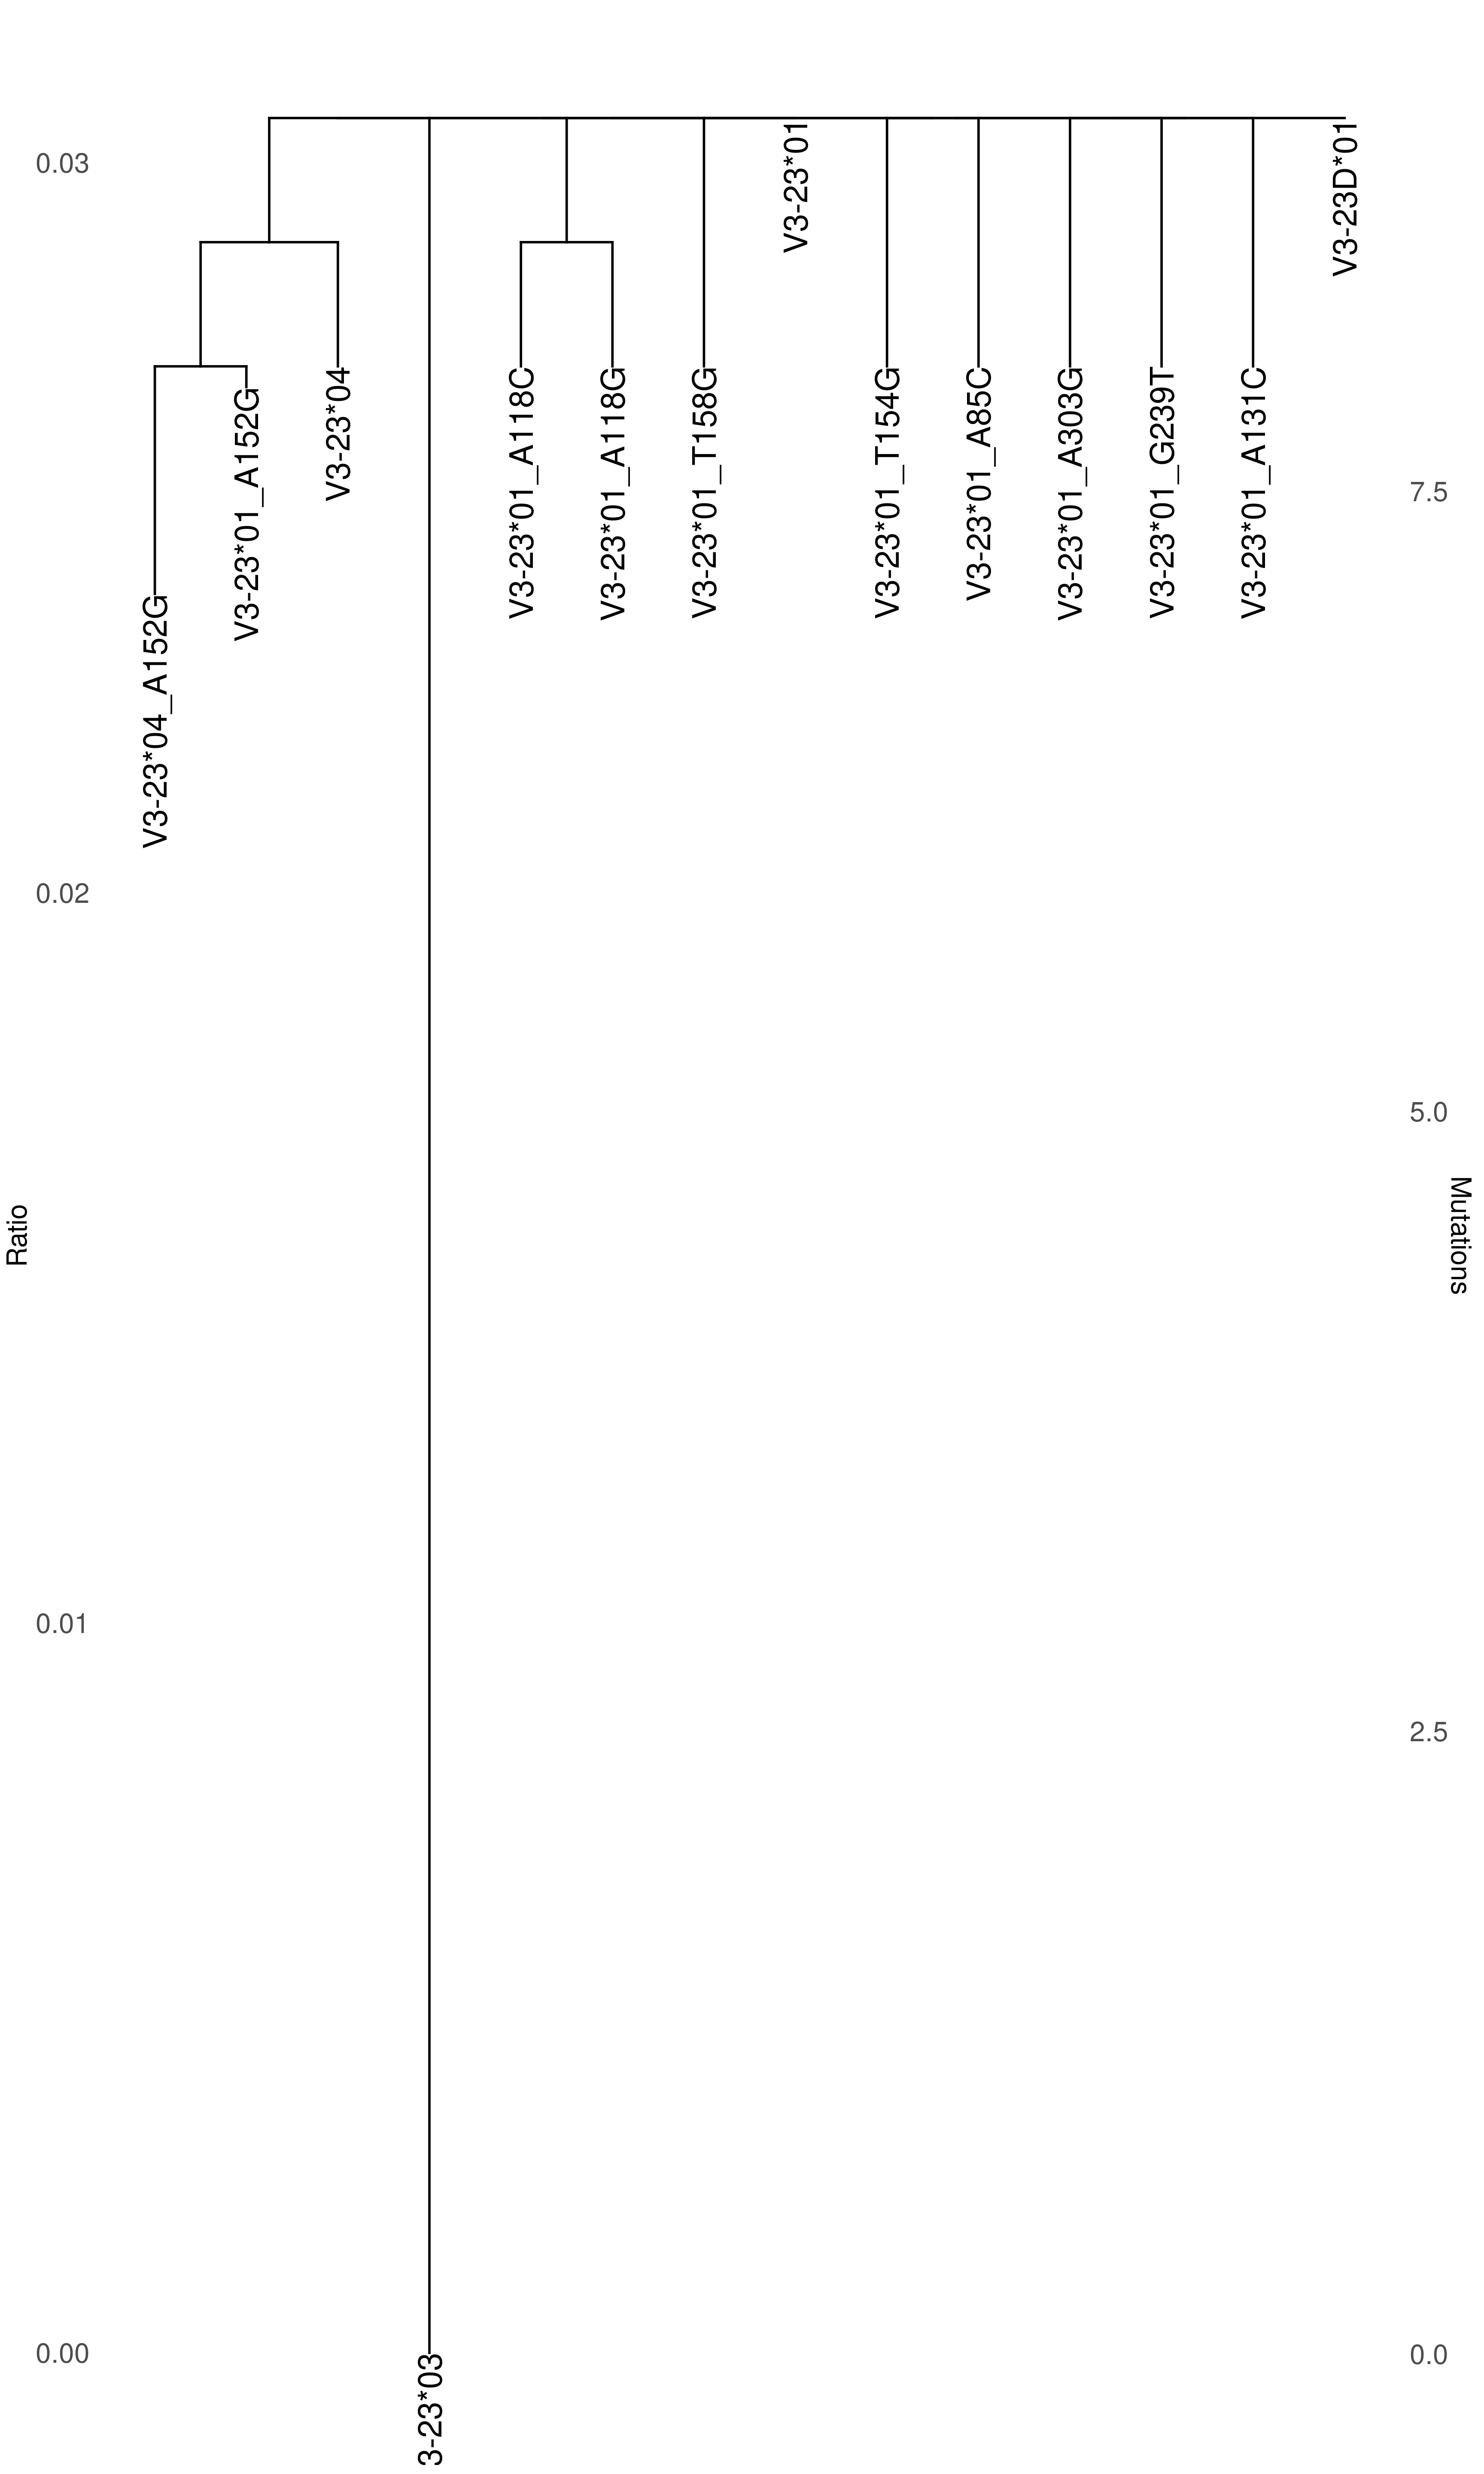 0.03
0.02
0.01
0.00
Ratio
V3-23*04_A152G
V3-23*01_A152G
V3-23*04
3-23*03
V3-23*01_A118C
V3-23*01_A118G
V3-23*01_T158G
V3-23*01
V3-23*01_T154G
V3-23*01_A85C
V3-23*01_A303G
V3-23*01_G239T
V3-23*01_A131C
V3-23D*01
7.5
5.0
2.5
0.0
Mutations